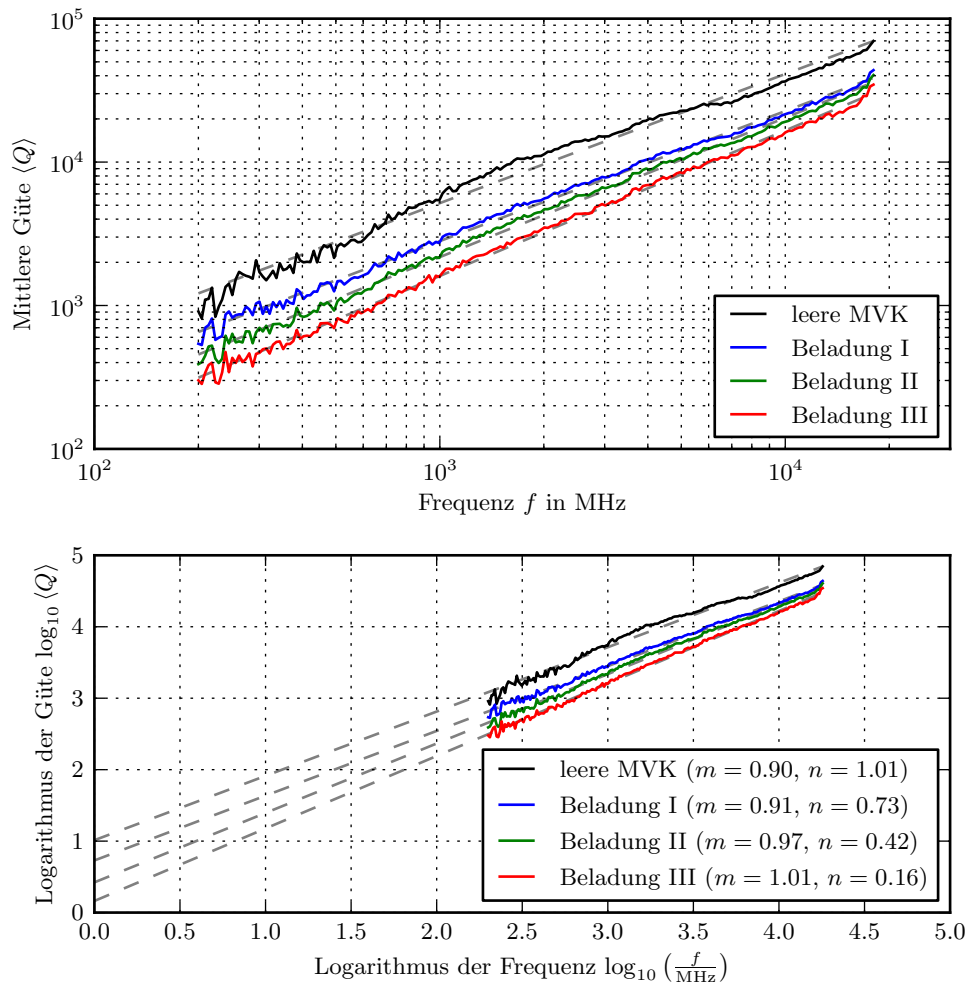 10^5
10^4
10^3
10^2
Mittlere Güte ⟨Q⟩
leere MVK
Beladung I
Beladung II
Beladung III
10^2 10^3 10^4
Frequenz f in MHz
5
4
3
2
1
0
Logarithmus der Güte log₁₀ ⟨Q⟩
leere MVK (m = 0.90, n = 1.01)
Beladung I (m = 0.91, n = 0.73)
Beladung II (m = 0.97, n = 0.42)
Beladung III (m = 1.01, n = 0.16)
0.0 0.5 1.0 1.5 2.0 2.5 3.0 3.5 4.0 4.5 5.0
Logarithmus der Frequenz log₁₀ (f/MHz)